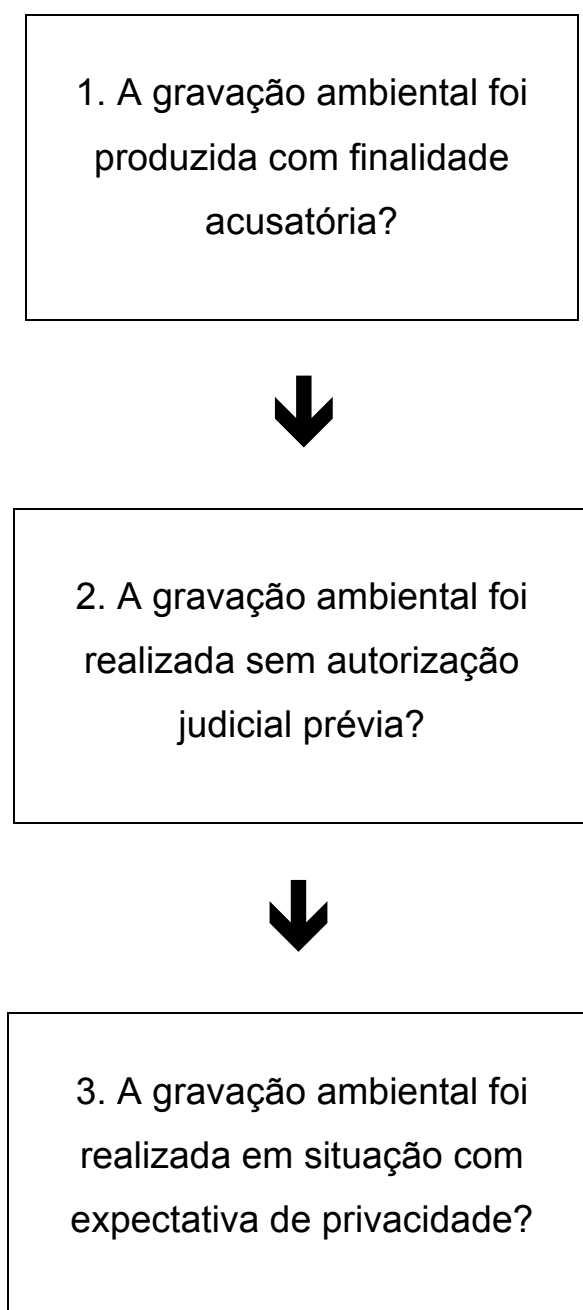 1. A gravação ambiental foi
produzida com finalidade
acusatória?
2. A gravação ambiental foi
realizada sem autorização
judicial prévia?
3. A gravação ambiental foi
realizada em situação com
expectativa de privacidade?